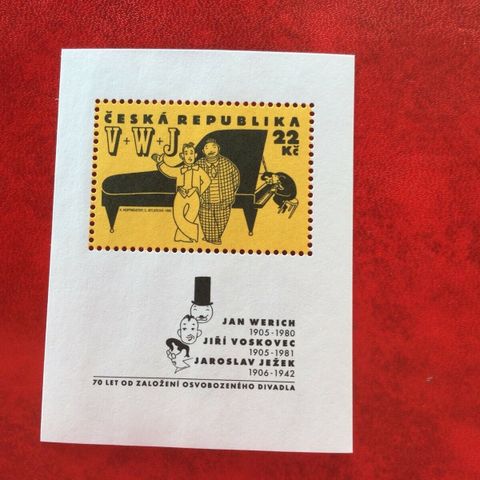 ČESKÁ REPUBLIKA
V+W+J
22
Kč
JAN WERICH
1905-1980
JIŘÍ VOSKOVEC
1905-1981
JAROSLAV JEŽEK
1906-1942
70 LET OD ZALOŽENÍ OSVOBOZENÉHO DIVADLA